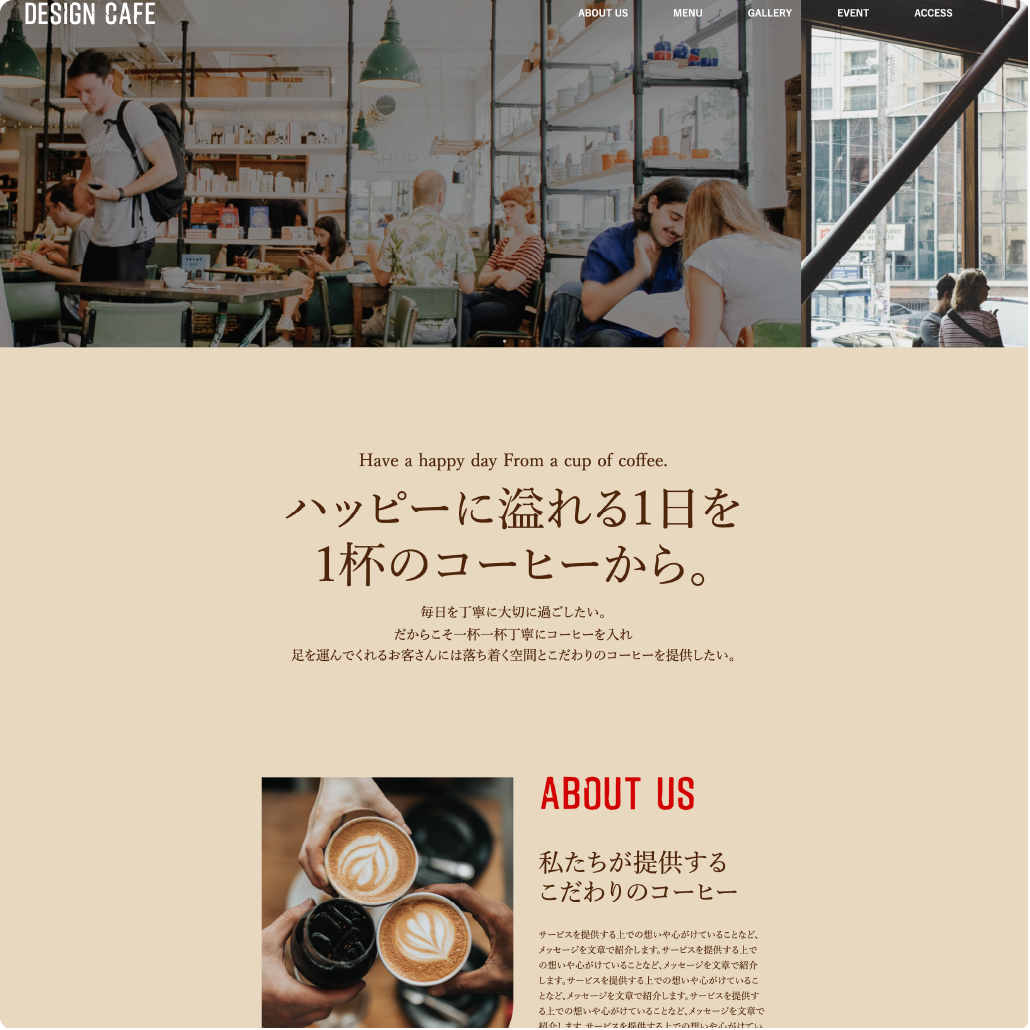 DESIGN CAFE
ABOUT US MENU GALLERY EVENT ACCESS
SHOP
Have a happy day From a cup of coffee.
ハッピーに溢れる1日を
1杯のコーヒーから。
毎日を丁寧に大切に過ごしたい。
だからこそ一杯一杯丁寧にコーヒーを入れ
足を運んでくれるお客さんには落ち着く空間とこだわりのコーヒーを提供したい。
ABOUT US
私たちが提供する
こだわりのコーヒー
サービスを提供する上での想いや心がけていることなど、
メッセージを文章で紹介します。サービスを提供する上で
の想いや心がけていることなど、メッセージを文章で紹介
します。サービスを提供する上での想いや心がけているこ
となど、メッセージを文章で紹介します。サービスを提供す
る上での想いや心がけていることなど、メッセージを文章で
紹介します。サービスを提供する上での想いや心がけてい